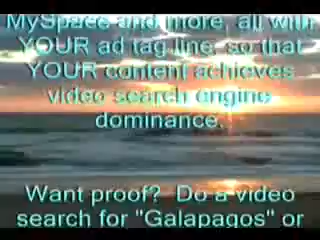 MySpace and more, all with
YOUR ad tag line, so that
YOUR content achieves
video search engine
dominance.
Want proof?  Do a video
search for "Galapagos" or